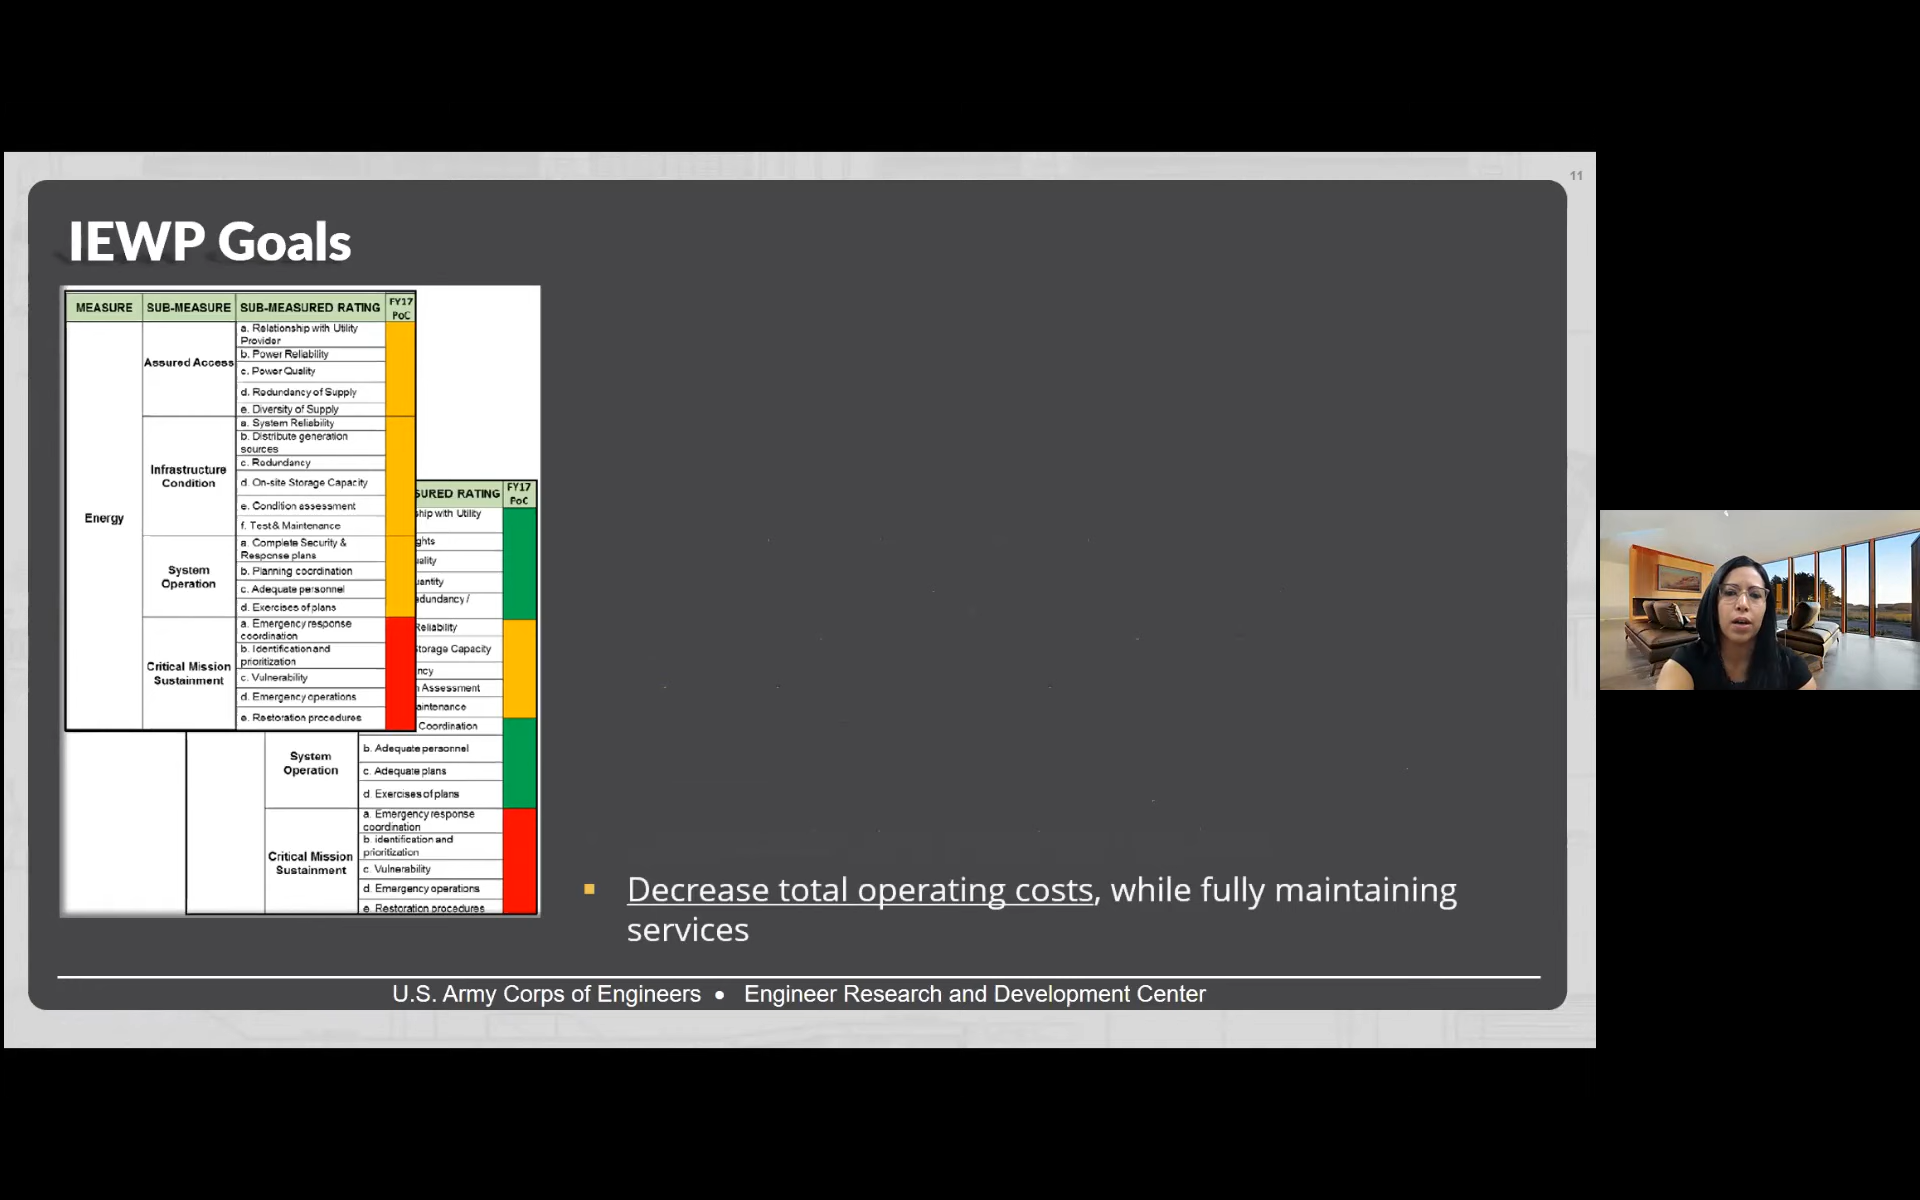 11
IEWP Goals
MEASURE SUB-MEASURE SUB-MEASURED RATING FY17 PoC
Energy
Assured Access
a. Relationship with Utility
Provider
b. Power Reliability
c. Power Quality
d. Redundancy of Supply
e. Diversity of Supply
Infrastructure
Condition
a. System Reliability
b. Distribute generation
sources
c. Redundancy
d. On-site Storage Capacity
e. Condition assessment
f. Test & Maintenance
System
Operation
a. Complete Security &
Response plans
b. Planning coordination
c. Adequate personnel
d. Exercises of plans
Critical Mission
Sustainment
a. Emergency response
coordination
b. Identification and
prioritization
c. Vulnerability
d. Emergency operations
e. Restoration procedures
SURED RATING FY17 PoC
hip with Utility
ghts
ality
antity
edundancy /
Reliability
Storage Capacity
ncy
n Assessment
aintenance
Coordination
System
Operation
b. Adequate personnel
c. Adequate plans
d. Exercises of plans
Critical Mission
Sustainment
a. Emergency response
coordination
b. identification and
prioritization
c. Vulnerability
d. Emergency operations
e. Restoration procedures
Decrease total operating costs, while fully maintaining
services
U.S. Army Corps of Engineers • Engineer Research and Development Center